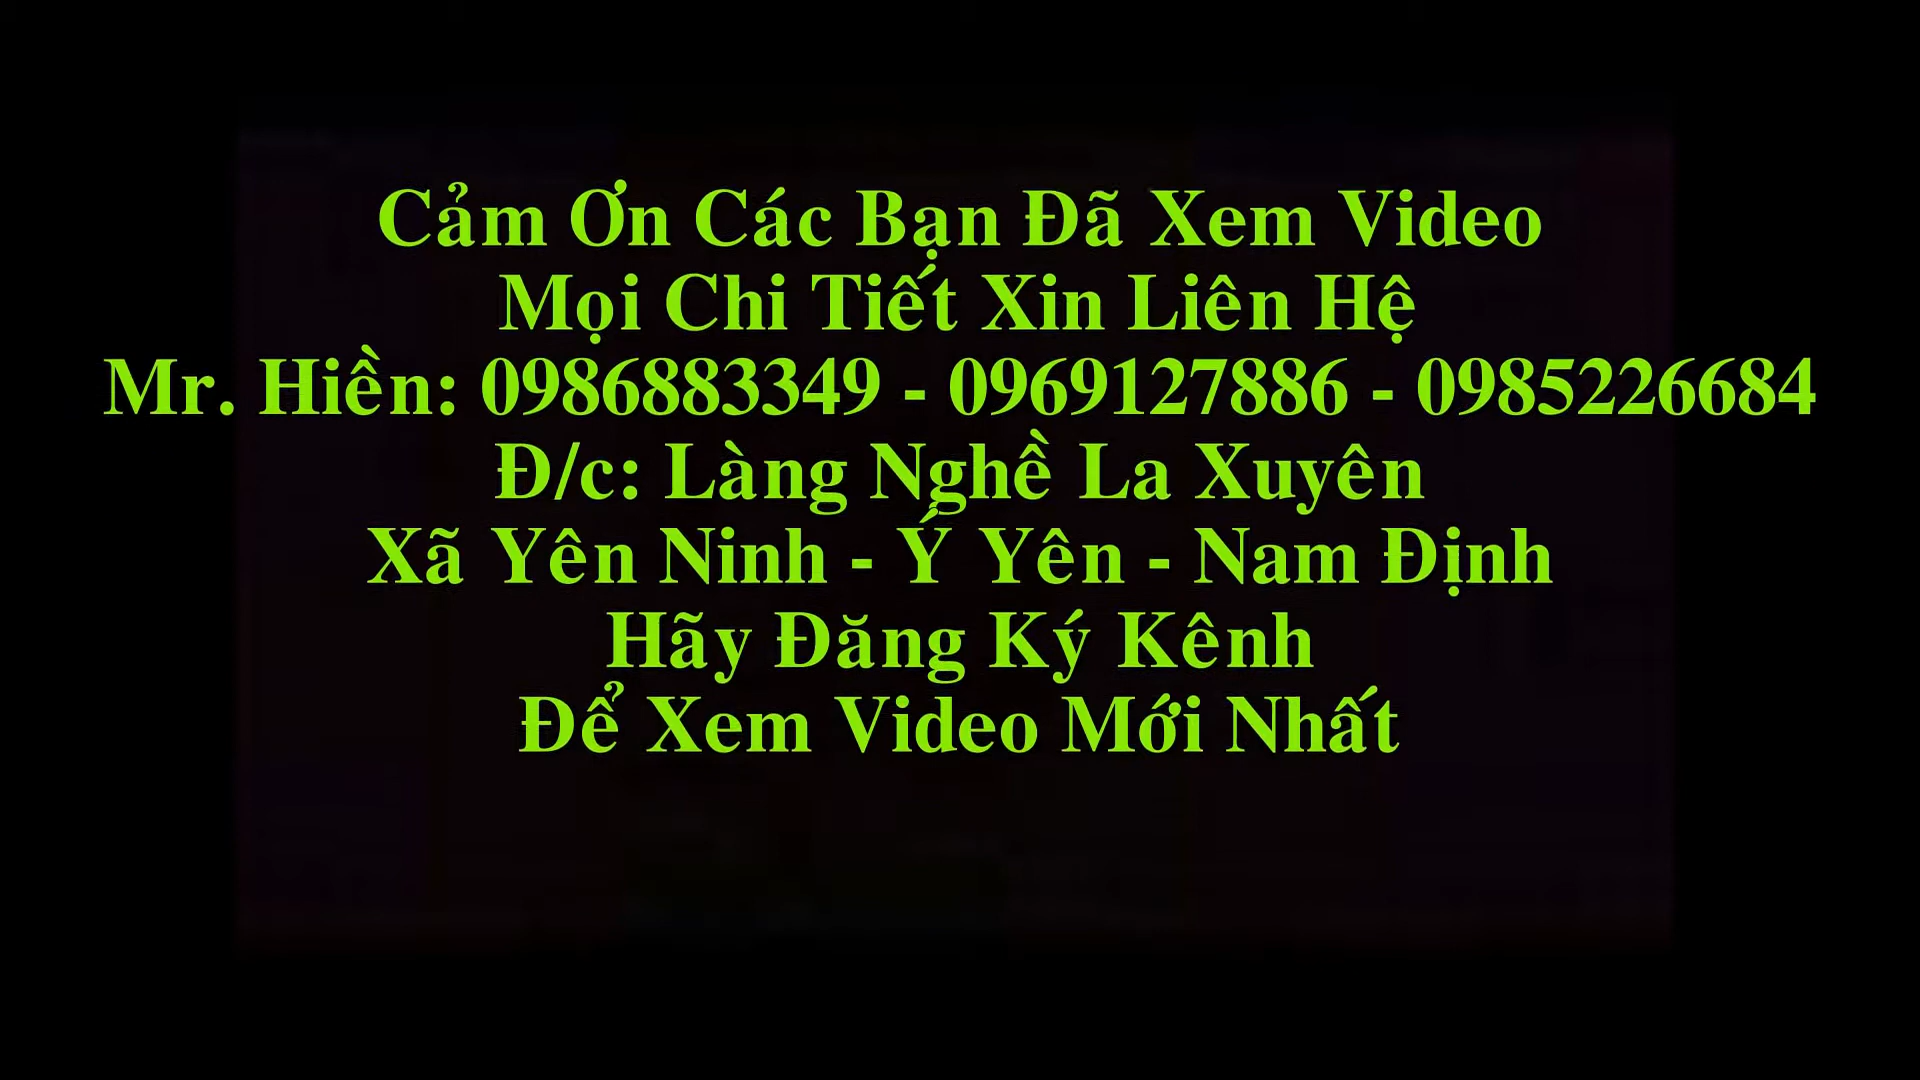 Cảm Ơn Các Bạn Đã Xem Video
Mọi Chi Tiết Xin Liên Hệ
Mr. Hiền: 0986883349 - 0969127886 - 0985226684
Đ/c: Làng Nghề La Xuyên
Xã Yên Ninh - Ý Yên - Nam Định
Hãy Đăng Ký Kênh
Để Xem Video Mới Nhất